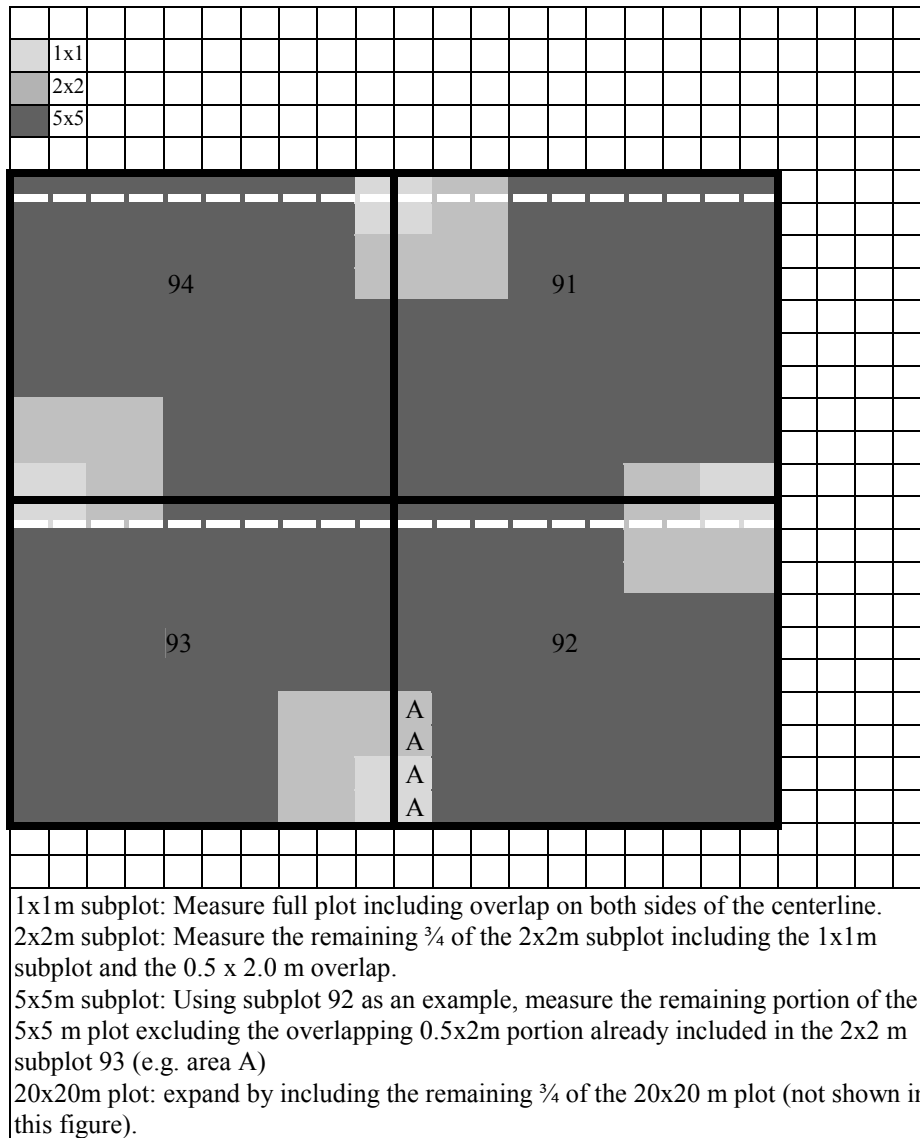 1x1
2x2
5x5
94
91
93
92
A
A
A
A
1x1m subplot: Measure full plot including overlap on both sides of the centerline.
2x2m subplot: Measure the remaining ¾ of the 2x2m subplot including the 1x1m
subplot and the 0.5 x 2.0 m overlap.
5x5m subplot: Using subplot 92 as an example, measure the remaining portion of the
5x5 m plot excluding the overlapping 0.5x2m portion already included in the 2x2 m
subplot 93 (e.g. area A)
20x20m plot: expand by including the remaining ¾ of the 20x20 m plot (not shown in
this figure).